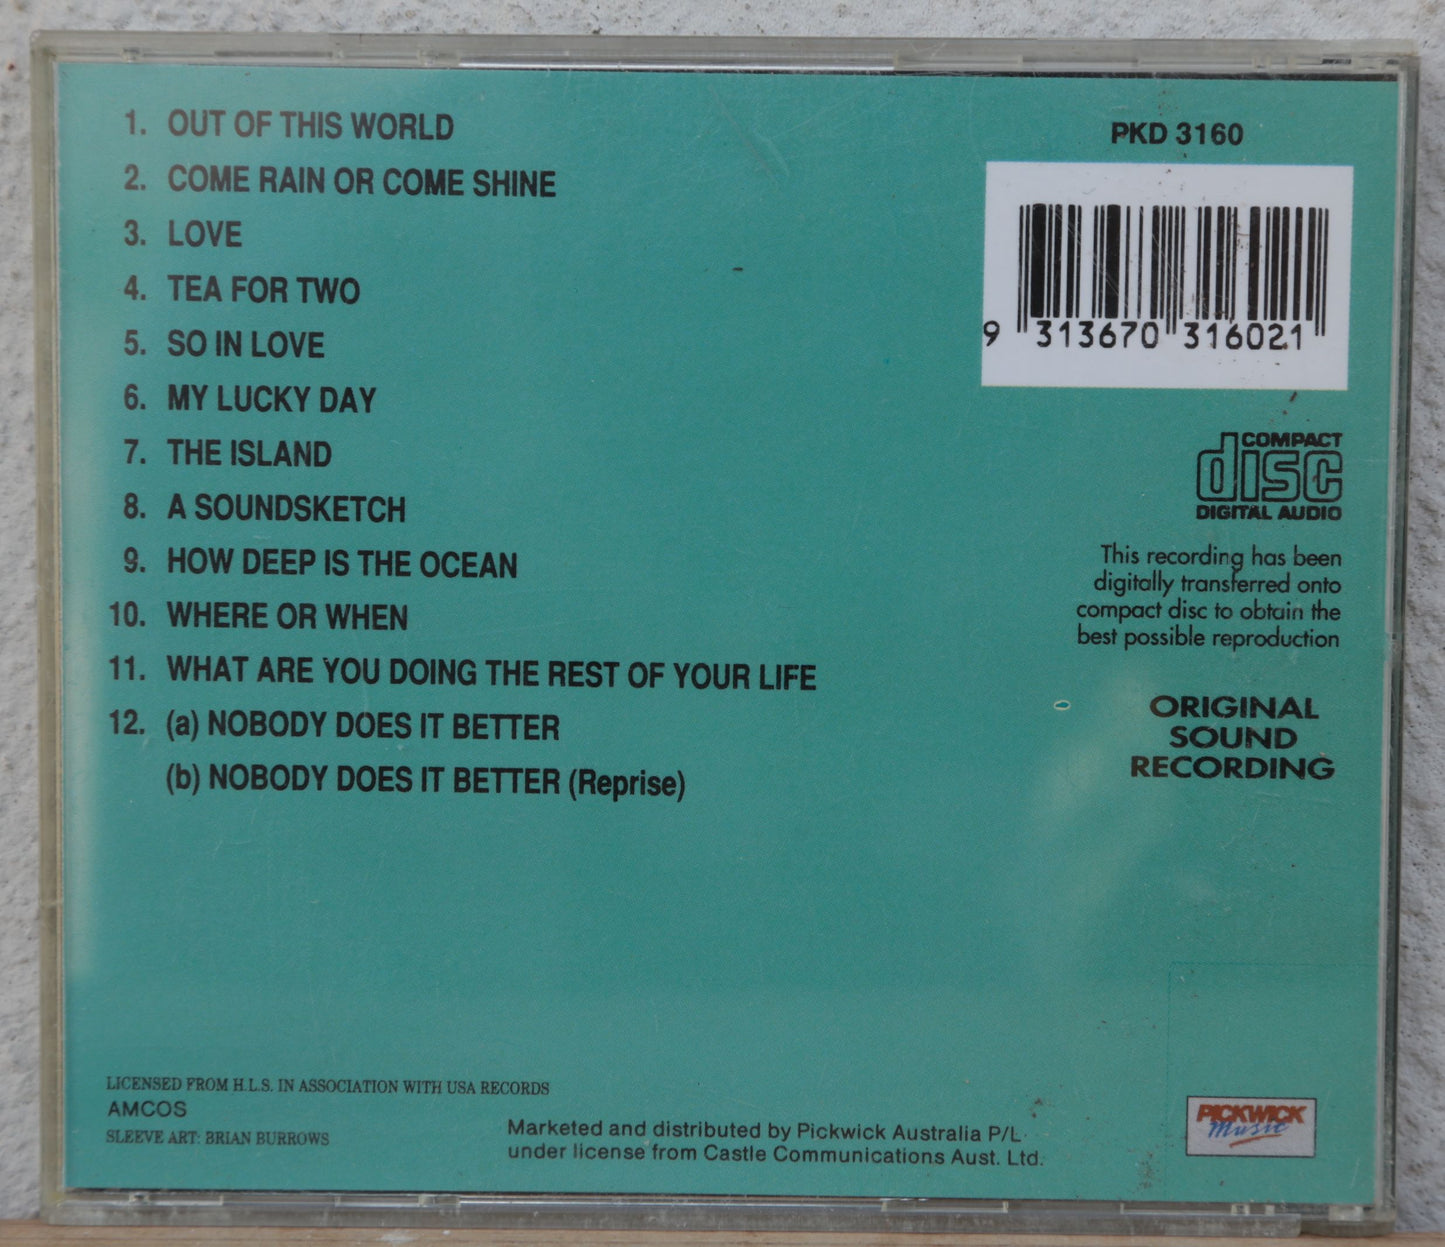 1. OUT OF THIS WORLD
2. COME RAIN OR COME SHINE
3. LOVE
4. TEA FOR TWO
5. SO IN LOVE
6. MY LUCKY DAY
7. THE ISLAND
8. A SOUNDSKETCH
9. HOW DEEP IS THE OCEAN
10. WHERE OR WHEN
11. WHAT ARE YOU DOING THE REST OF YOUR LIFE
12. (a) NOBODY DOES IT BETTER
(b) NOBODY DOES IT BETTER (Reprise)
PKD 3160
9 313670 316021
COMPACT
disc
DIGITAL AUDIO
This recording has been
digitally transferred onto
compact disc to obtain the
best possible reproduction
ORIGINAL
SOUND
RECORDING
LICENSED FROM H.L.S. IN ASSOCIATION WITH USA RECORDS
AMCOS
SLEEVE ART: BRIAN BURROWS
Marketed and distributed by Pickwick Australia P/L
under license from Castle Communications Aust. Ltd.
PICKWICK
Music